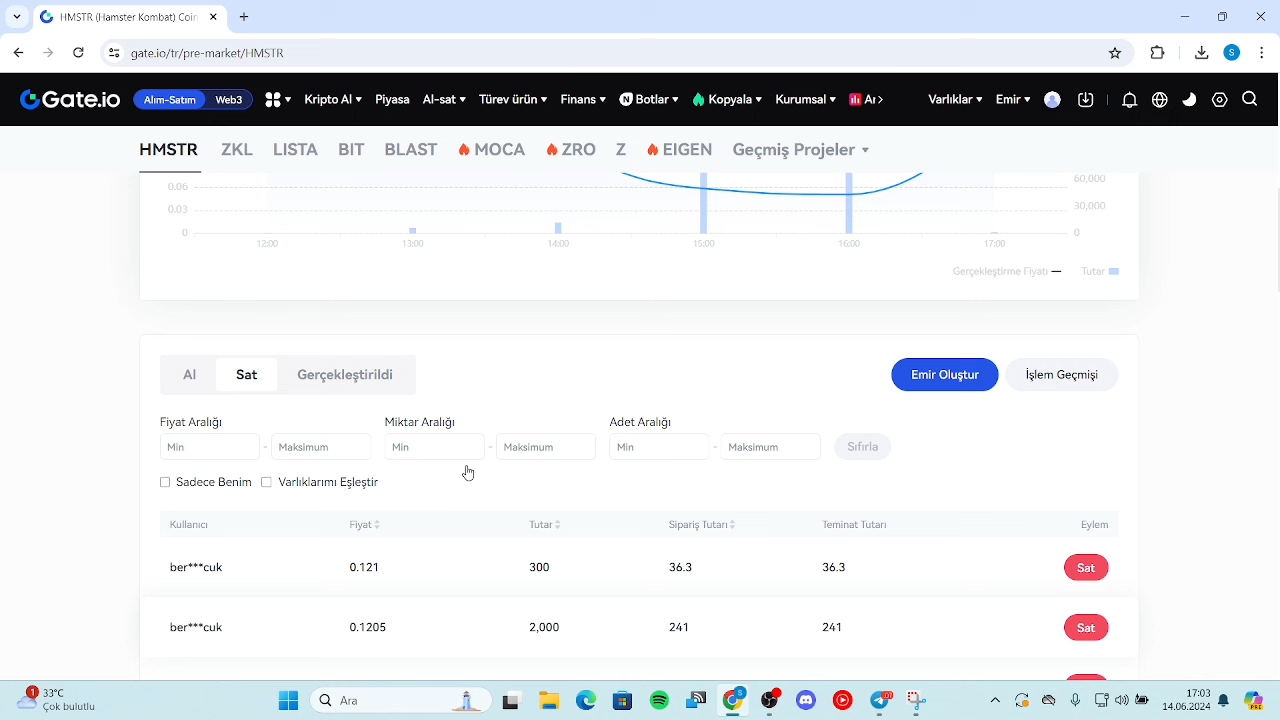 HMSTR (Hamster Kombat) Coin
gate.io/tr/pre-market/HMSTR
S
Gate.io Alım-Satım Web3 Kripto Al Piyasa Al-sat Türev ürün Finans N Botlar Kopyala Kurumsal Ar> Varlıklar Emir
HMSTR ZKL LISTA BIT BLAST MOCA ZRO Z EIGEN Geçmiş Projeler
0.06 60,000
0.03 30,000
0 0
12:00 13:00 14:00 15:00 16:00 17:00
Gerçekleştirme Fiyatı Tutar
Al Sat Gerçekleştirildi Emir Oluştur İşlem Geçmişi
Fiyat Aralığı Miktar Aralığı Adet Aralığı
Min - Maksimum Min - Maksimum Min - Maksimum Sıfırla
Sadece Benim Varlıklarımı Eşleştir
Kullanıcı Fiyat Tutar Sipariş Tutarı Teminat Tutarı Eylem
ber***cuk 0.121 300 36.3 36.3 Sat
ber***cuk 0.1205 2,000 241 241 Sat
1 33°C
Çok bulutlu
Ara
S
17:03
14.06.2024
PRE